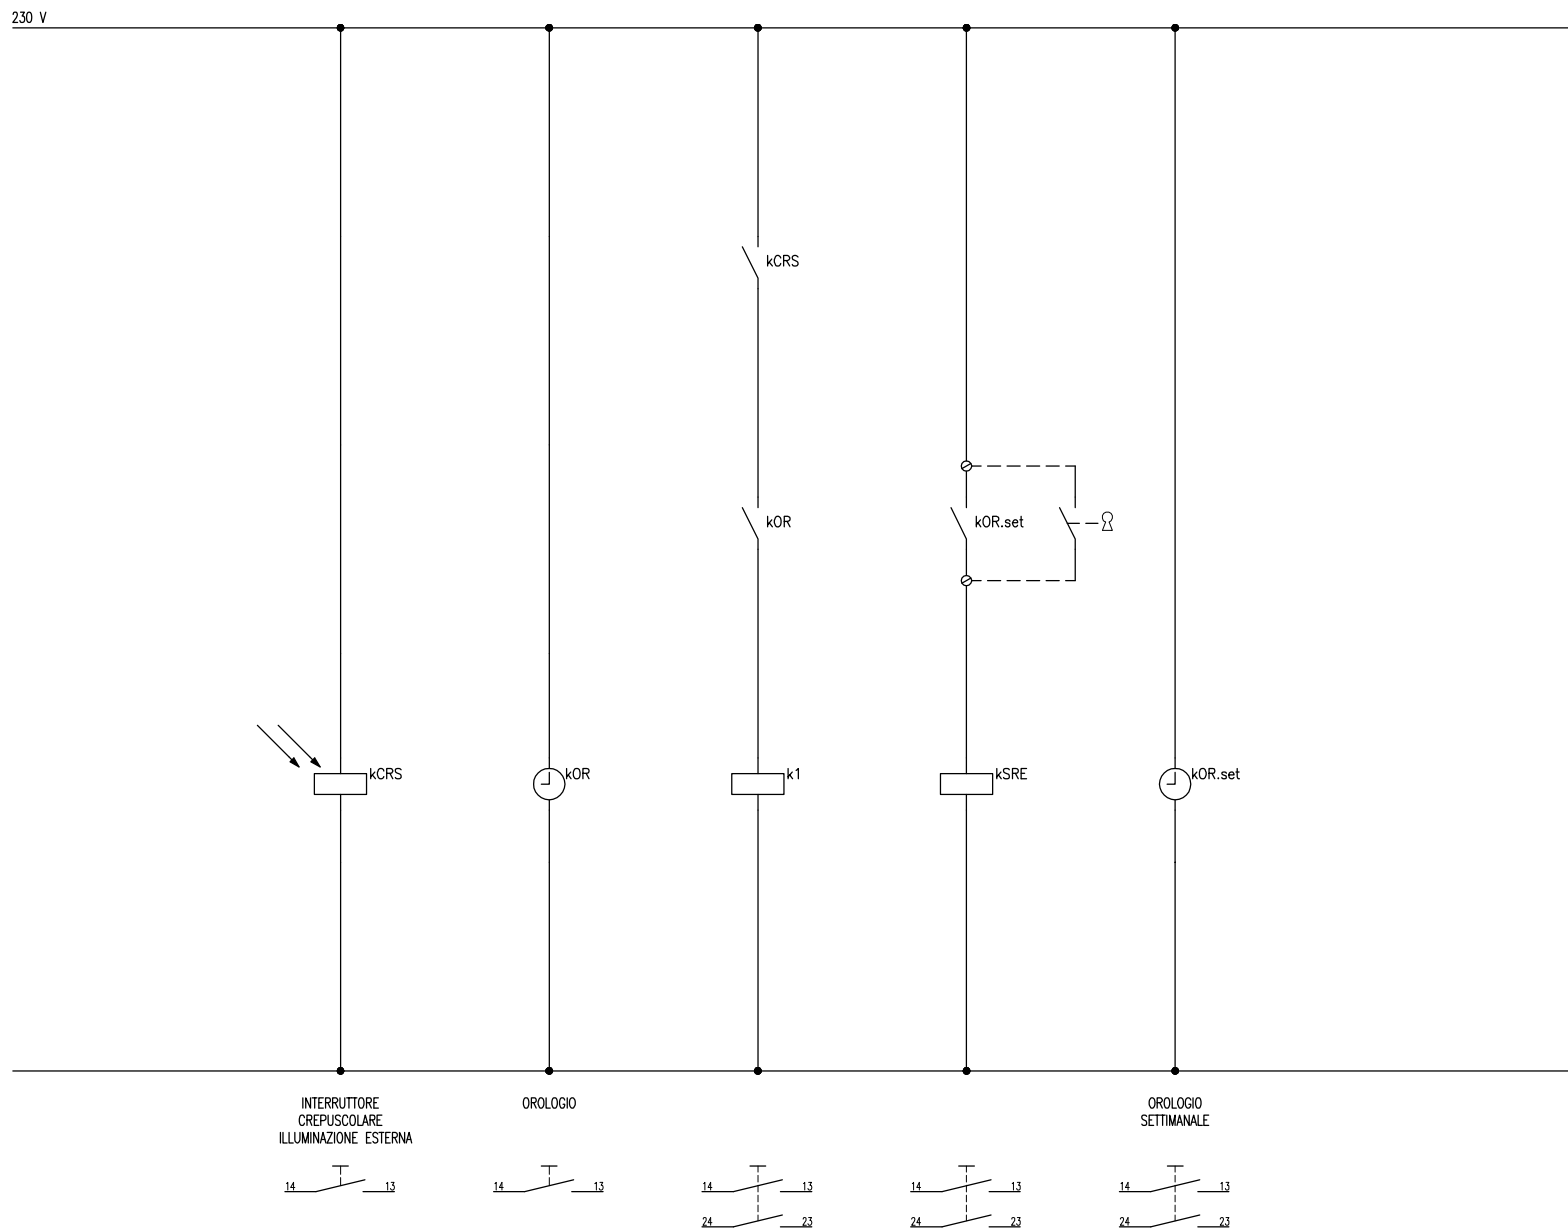 230 V
kCRS
kOR
kOR.set
kCRS
kOR
k1
kSRE
kOR.set
INTERRUTTORE
CREPUSCOLARE
ILLUMINAZIONE ESTERNA
OROLOGIO
OROLOGIO
SETTIMANALE
14 13
14 13
14 13
14 13
14 13
24 23
24 23
24 23